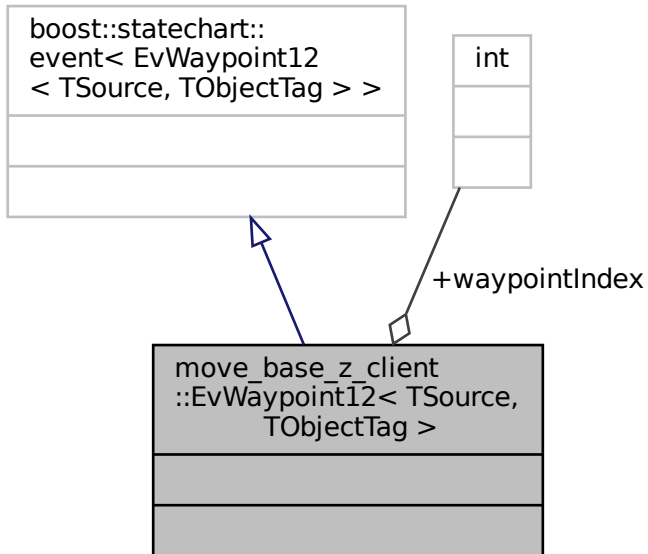 boost::statechart::
event< EvWaypoint12
< TSource, TObjectTag > >
int
+waypointIndex
move_base_z_client
::EvWaypoint12< TSource,
TObjectTag >